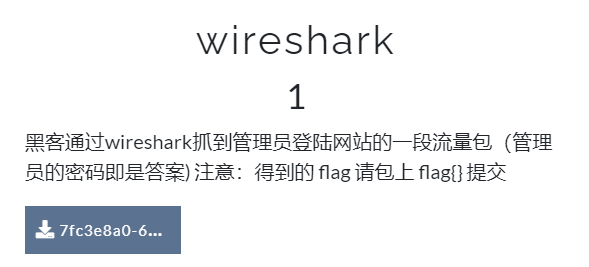 wireshark
1
黑客通过wireshark抓到管理员登陆网站的一段流量包（管理
员的密码即是答案) 注意：得到的 flag 请包上 flag{} 提交
7fc3e8a0-6...